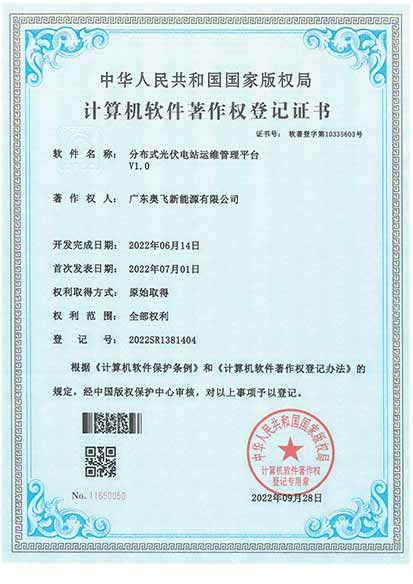 中华人民共和国国家版权局
计算机软件著作权登记证书
证书号： 软著登字第10335603号
软件名称： 分布式光伏电站运维管理平台
V1.0
著作权人： 广东奥飞新能源有限公司
开发完成日期： 2022年06月14日
首次发表日期： 2022年07月01日
权利取得方式： 原始取得
权利范围： 全部权利
登记号： 2022SR1381404
根据《计算机软件保护条例》和《计算机软件著作权登记办法》的
规定，经中国版权保护中心审核，对以上事项予以登记。
中华人民共和国国家版权局
计算机软件著作权
登记专用章
No. 11650050
2022年09月28日